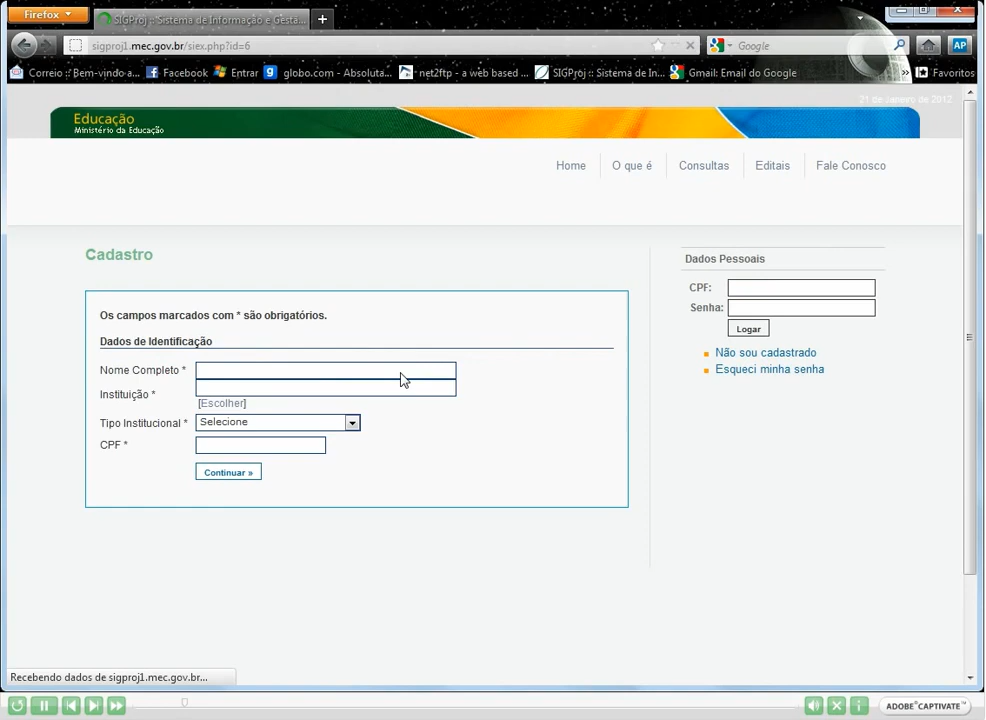 Firefox
SIGProj :: Sistema de Informação e Gestã...
sigproj1.mec.gov.br/siex.php?id=6
Google
AP
Correio :: Bem-vindo a...
Facebook
Entrar
globo.com - Absoluta...
net2ftp - a web based ...
SIGProj :: Sistema de In...
Gmail: Email do Google
»
Favoritos
21 de Janeiro de 2012
Educação
Ministério da Educação
Home
O que é
Consultas
Editais
Fale Conosco
Cadastro
Os campos marcados com * são obrigatórios.
Dados de Identificação
Nome Completo *
Instituição *
[Escolher]
Tipo Institucional * Selecione
CPF *
Continuar »
Dados Pessoais
CPF:
Senha:
Logar
Não sou cadastrado
Esqueci minha senha
Recebendo dados de sigproj1.mec.gov.br...
ADOBE® CAPTIVATE™